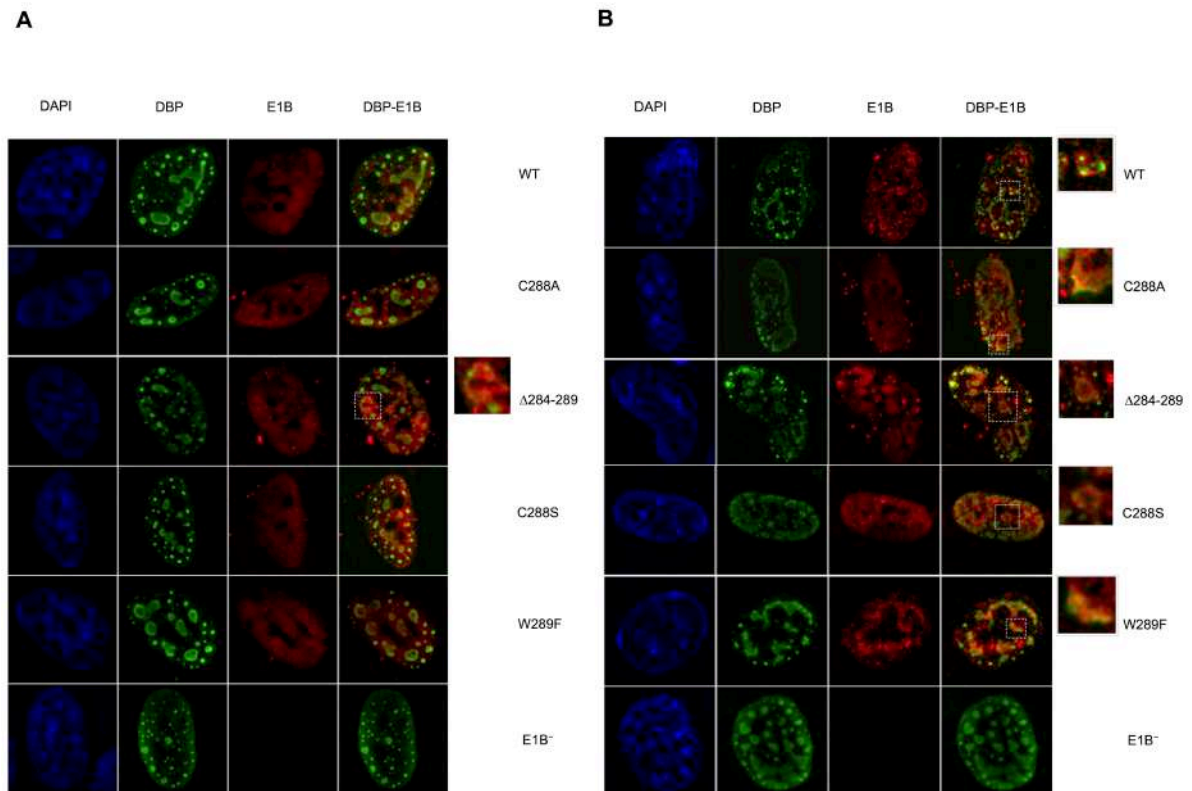 A
DAPI DBP E1B DBP-E1B
WT
C288A
Δ284-289
C288S
W289F
E1B⁻
B
DAPI DBP E1B DBP-E1B
WT
C288A
Δ284-289
C288S
W289F
E1B⁻